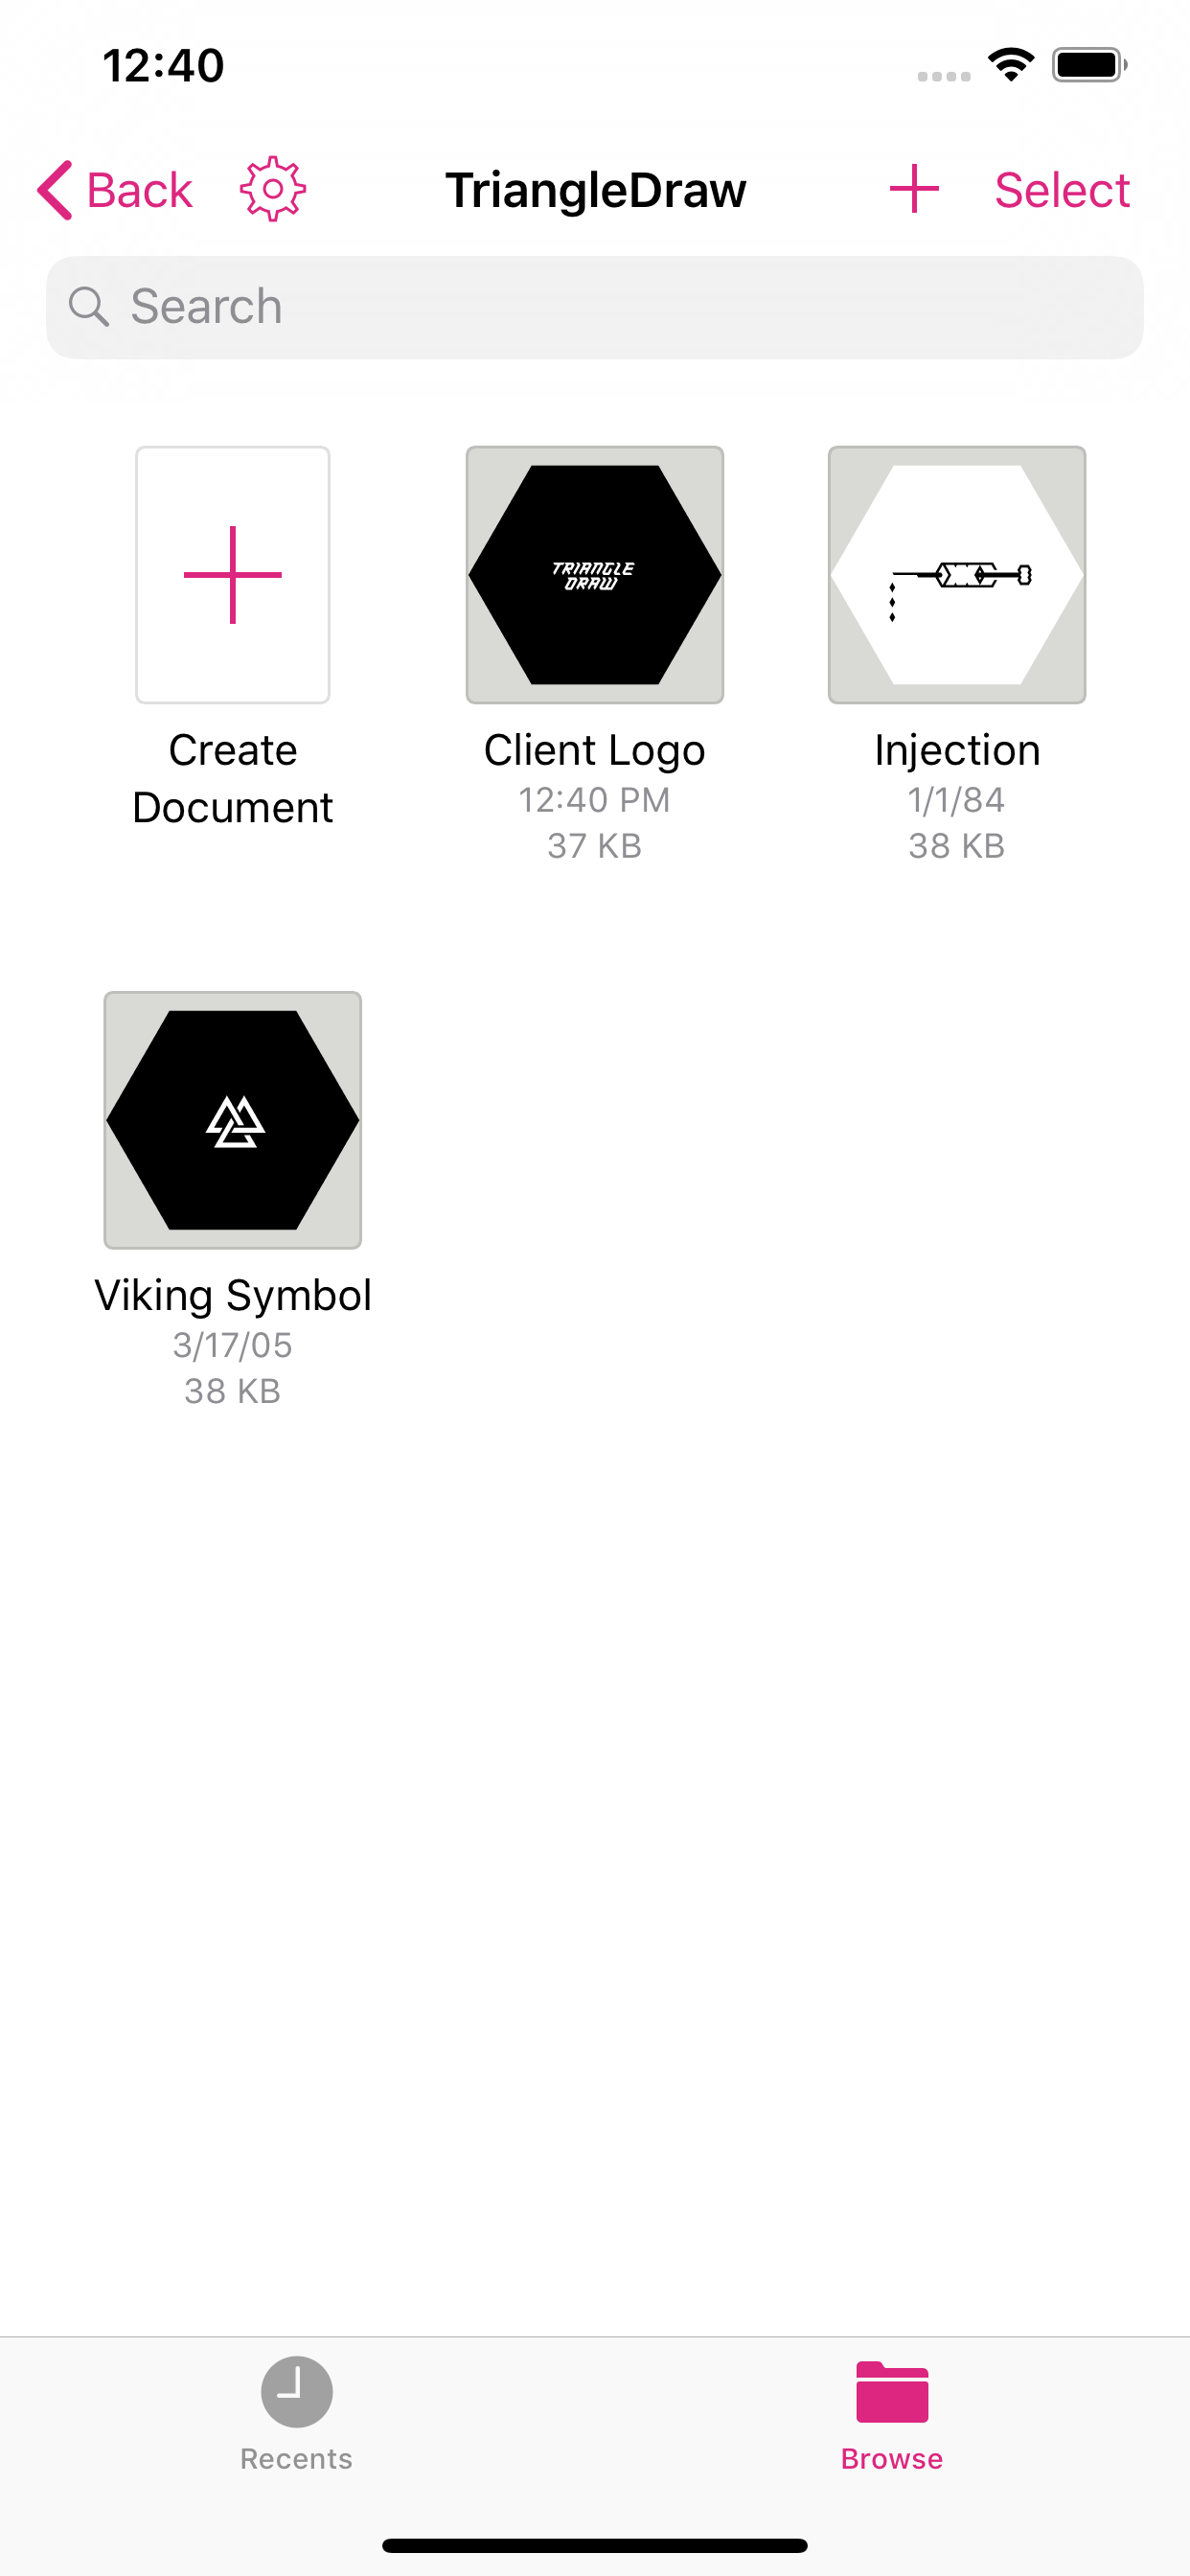 12:40
Back
TriangleDraw
Select
Search
TRIANGLE
DRAW
Create
Document
Client Logo
12:40 PM
37 KB
Injection
1/1/84
38 KB
Viking Symbol
3/17/05
38 KB
Recents
Browse